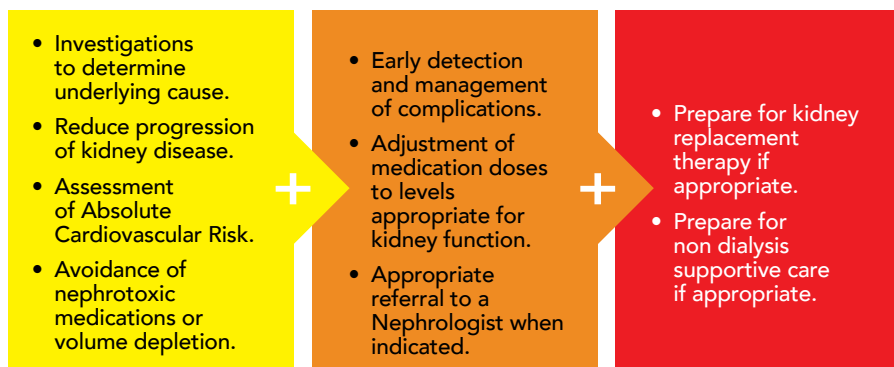 • Investigations
to determine
underlying cause.
• Reduce progression
of kidney disease.
• Assessment
of Absolute
Cardiovascular Risk.
• Avoidance of
nephrotoxic
medications or
volume depletion.
+
• Early detection
and management
of complications.
• Adjustment of
medication doses
to levels
appropriate for
kidney function.
• Appropriate
referral to a
Nephrologist when
indicated.
+
• Prepare for kidney
replacement
therapy if
appropriate.
• Prepare for
non dialysis
supportive care
if appropriate.